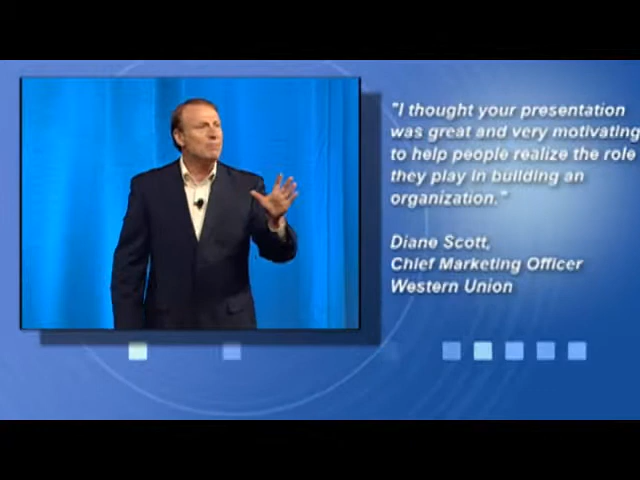 "I thought your presentation
was great and very motivating
to help people realize the role
they play in building an
organization."
Diane Scott,
Chief Marketing Officer
Western Union